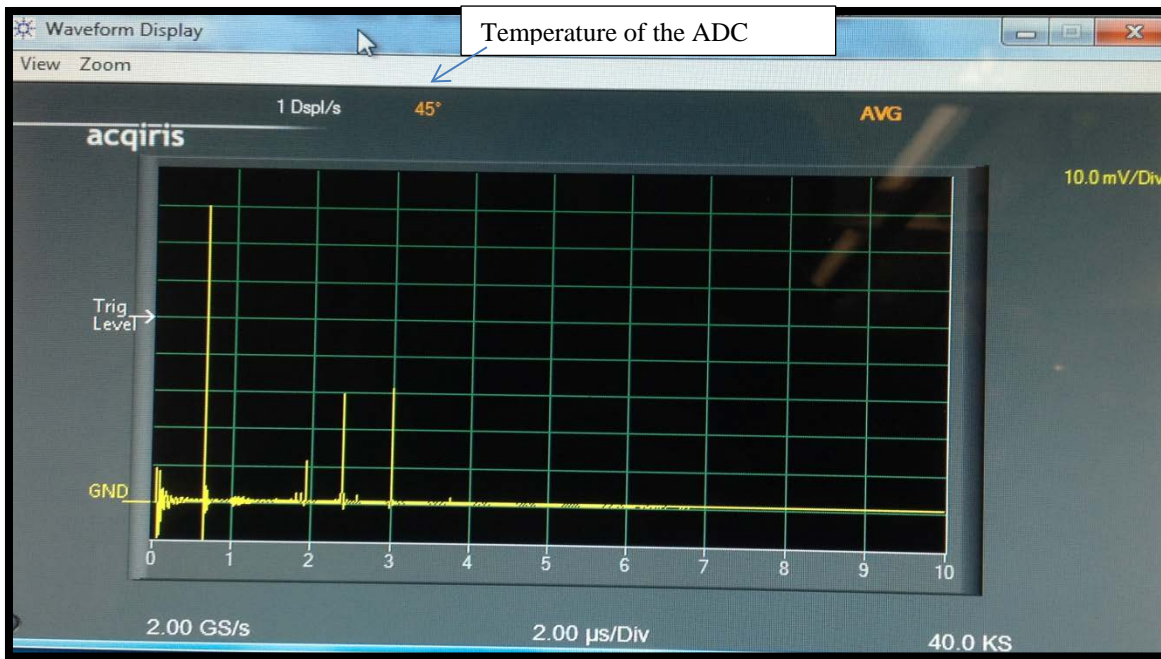 Waveform Display
Temperature of the ADC
View Zoom
1 Dspl/s 45° AVG
acqiris
10.0 mV/Div
Trig
Level
GND
0 1 2 3 4 5 6 7 8 9 10
2.00 GS/s 2.00 µs/Div 40.0 KS